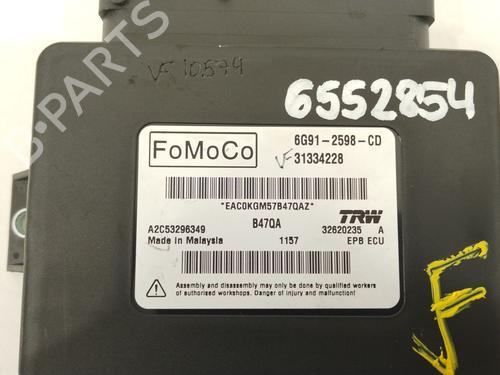 VF 10.574
6552854
FoMoCo
6G91-2598-CD
VF 31334228
*EAC0KGM57B47QAZ*
A2C53296349
B47QA
TRW
32620235 A
Made in Malaysia
1157
EPB ECU
Assembly and disassembly may only be done by qualified workers
of authorised workshops. Danger of injury and malfunction!
F
B-PARTS